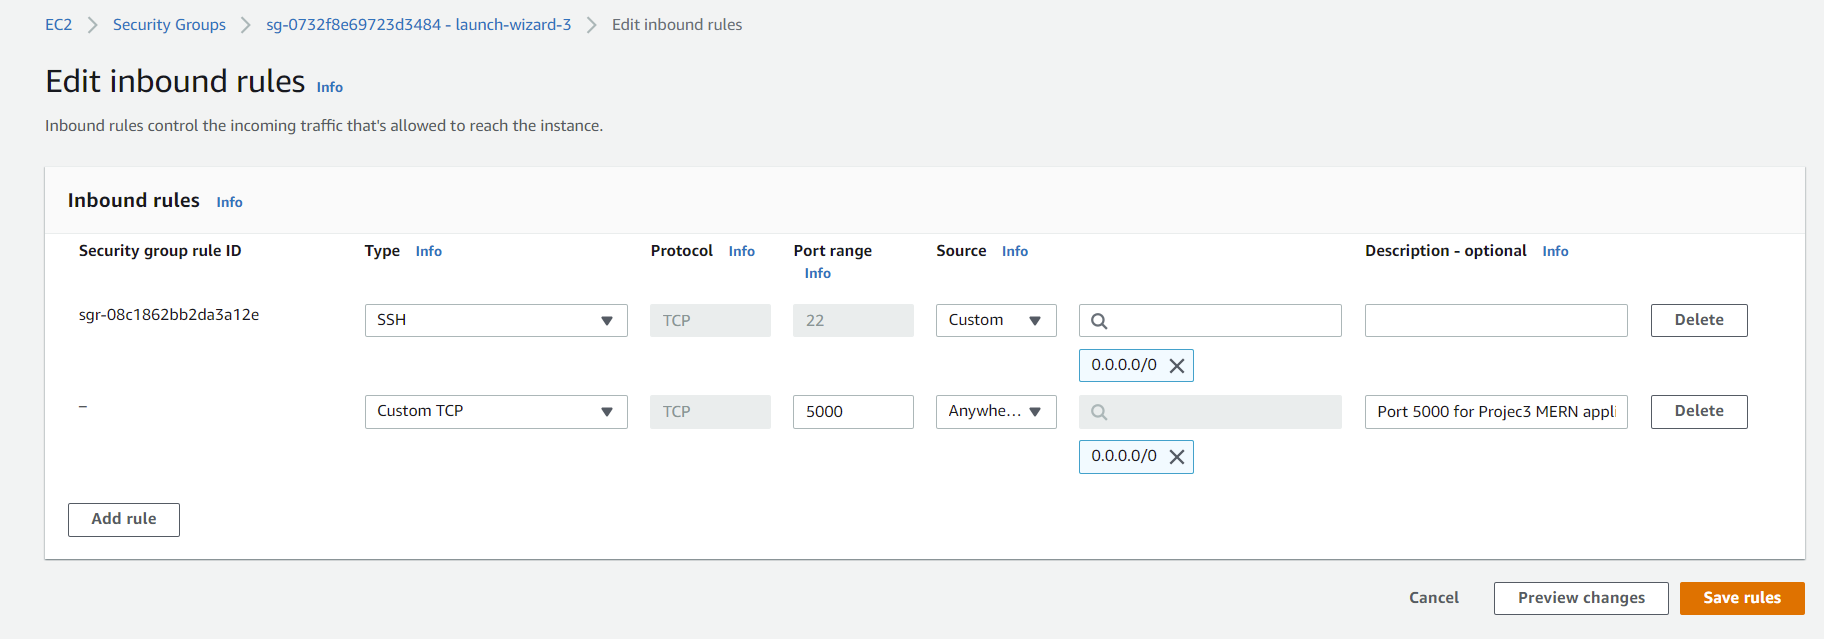 EC2 > Security Groups > sg-0732f8e69723d3484 - launch-wizard-3 > Edit inbound rules
Edit inbound rules Info
Inbound rules control the incoming traffic that's allowed to reach the instance.
Inbound rules Info
Security group rule ID Type Info Protocol Info Port range Info Source Info Description - optional Info
sgr-08c1862bb2da3a12e SSH TCP 22 Custom Delete
0.0.0.0/0
– Custom TCP TCP 5000 Anywhe... Port 5000 for Projec3 MERN appli Delete
0.0.0.0/0
Add rule
Cancel Preview changes Save rules